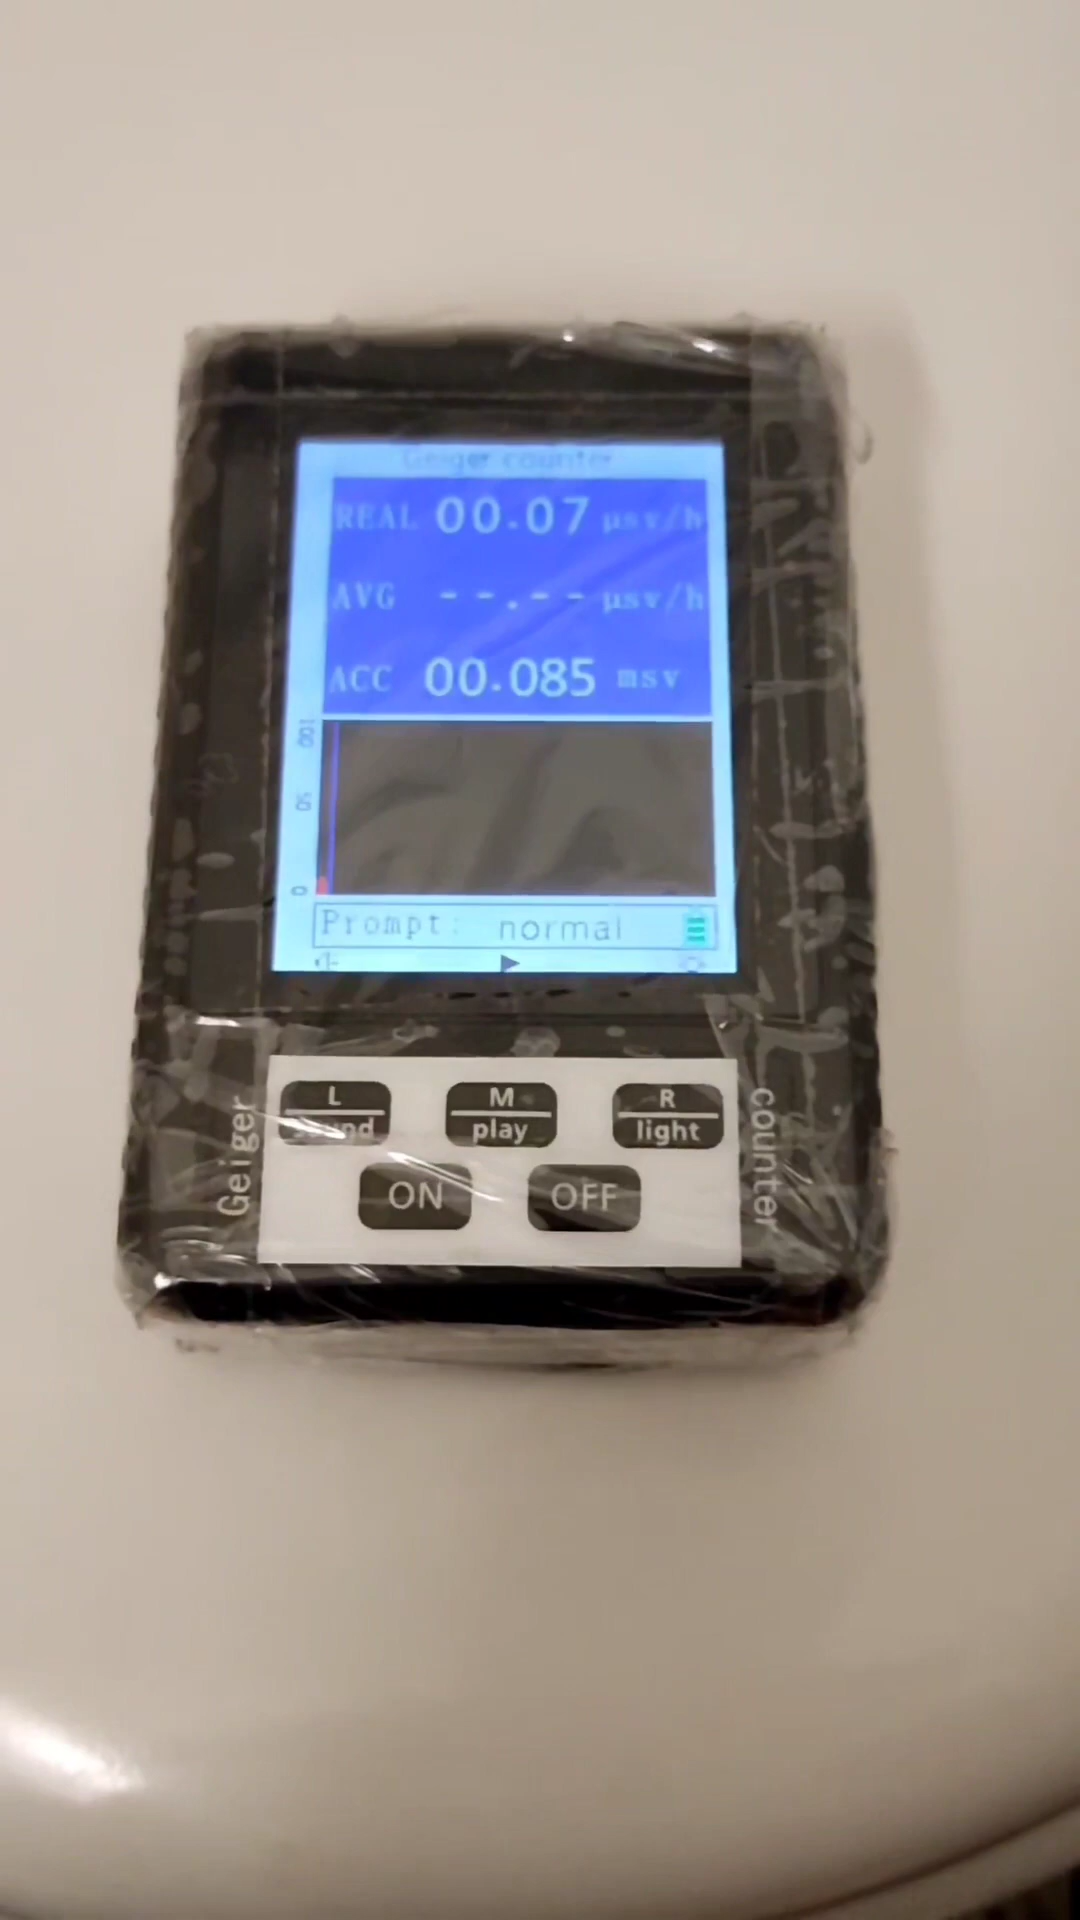 Geiger counter
REAL 00.07 µsv/h
AVG --.-- µsv/h
ACC 00.085 msv
100
50
0
Prompt: normal
L
sound
M
play
R
light
ON
OFF
Geiger
counter